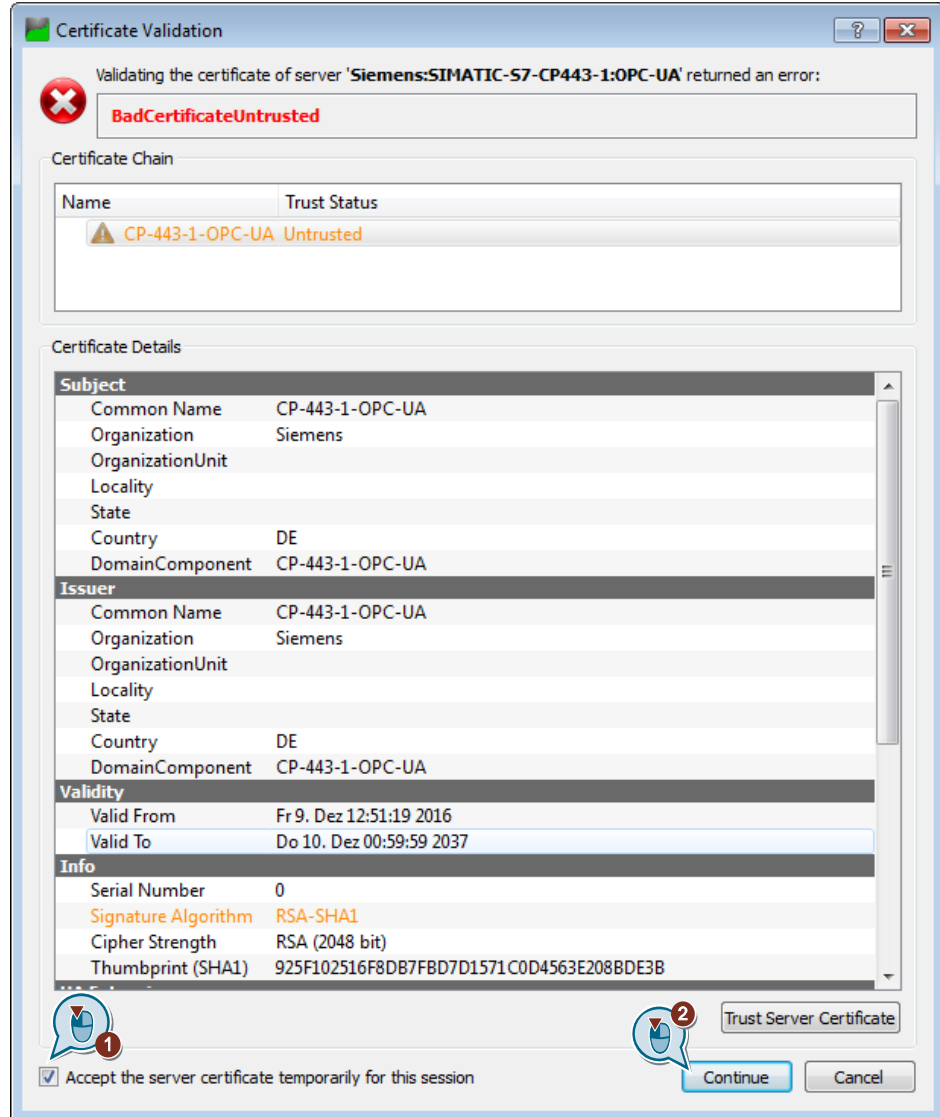 Certificate Validation
?
Validating the certificate of server 'Siemens:SIMATIC-S7-CP443-1:OPC-UA' returned an error:
BadCertificateUntrusted
Certificate Chain
Name Trust Status
CP-443-1-OPC-UA Untrusted
Certificate Details
Subject
Common Name CP-443-1-OPC-UA
Organization Siemens
OrganizationUnit
Locality
State
Country DE
DomainComponent CP-443-1-OPC-UA
Issuer
Common Name CP-443-1-OPC-UA
Organization Siemens
OrganizationUnit
Locality
State
Country DE
DomainComponent CP-443-1-OPC-UA
Validity
Valid From Fr 9. Dez 12:51:19 2016
Valid To Do 10. Dez 00:59:59 2037
Info
Serial Number 0
Signature Algorithm RSA-SHA1
Cipher Strength RSA (2048 bit)
Thumbprint (SHA1) 925F102516F8DB7FBD7D1571C0D4563E208BDE3B
1
2
Trust Server Certificate
Accept the server certificate temporarily for this session
Continue Cancel